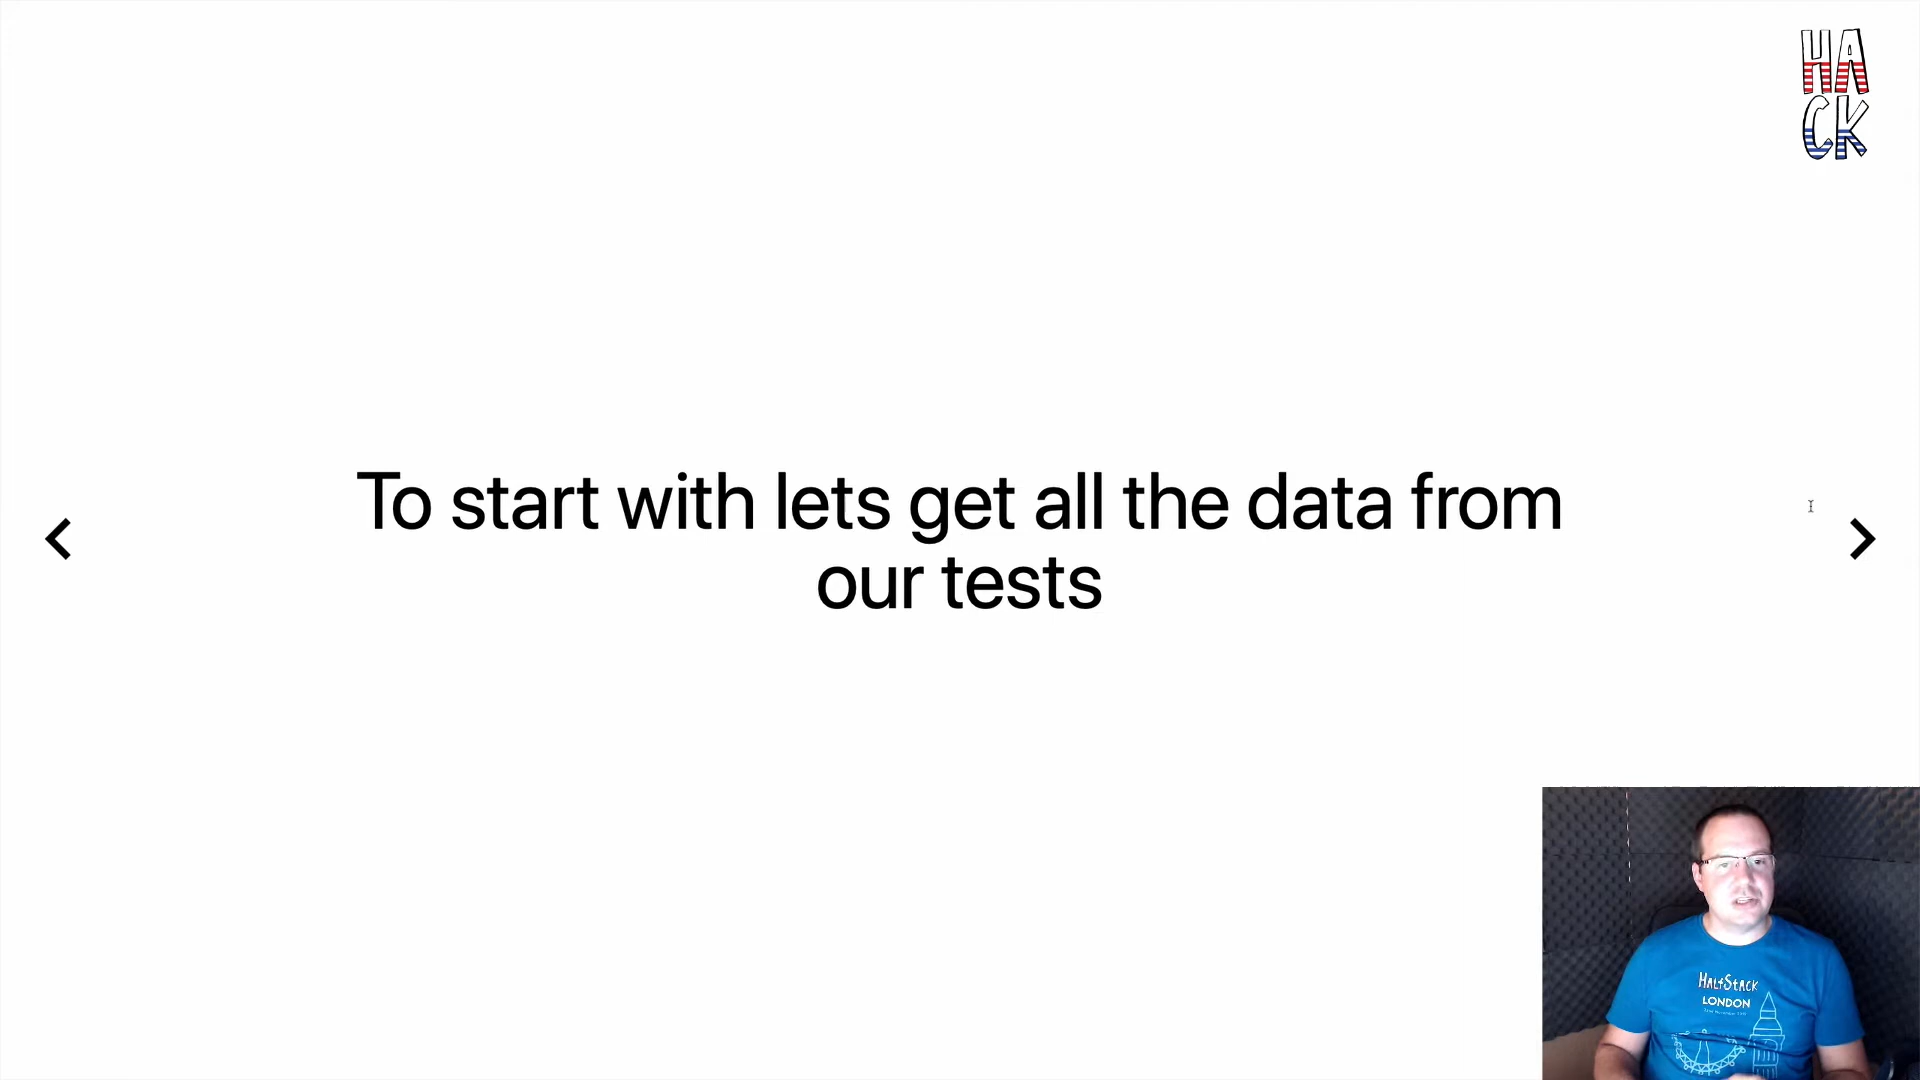 HA
CK
To start with lets get all the data from
our tests
HALFSTACK
LONDON